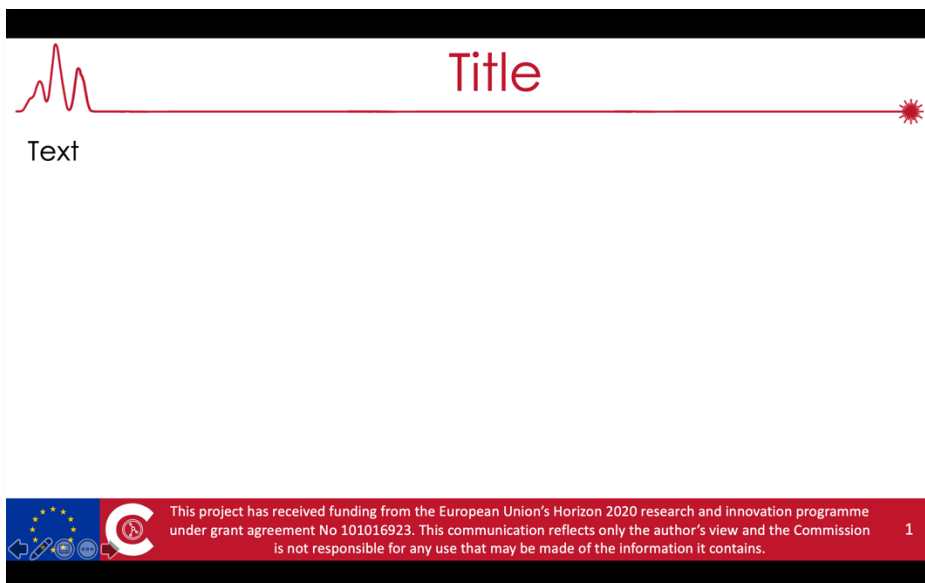 Title
Text
This project has received funding from the European Union’s Horizon 2020 research and innovation programme
under grant agreement No 101016923. This communication reflects only the author’s view and the Commission
is not responsible for any use that may be made of the information it contains.
1